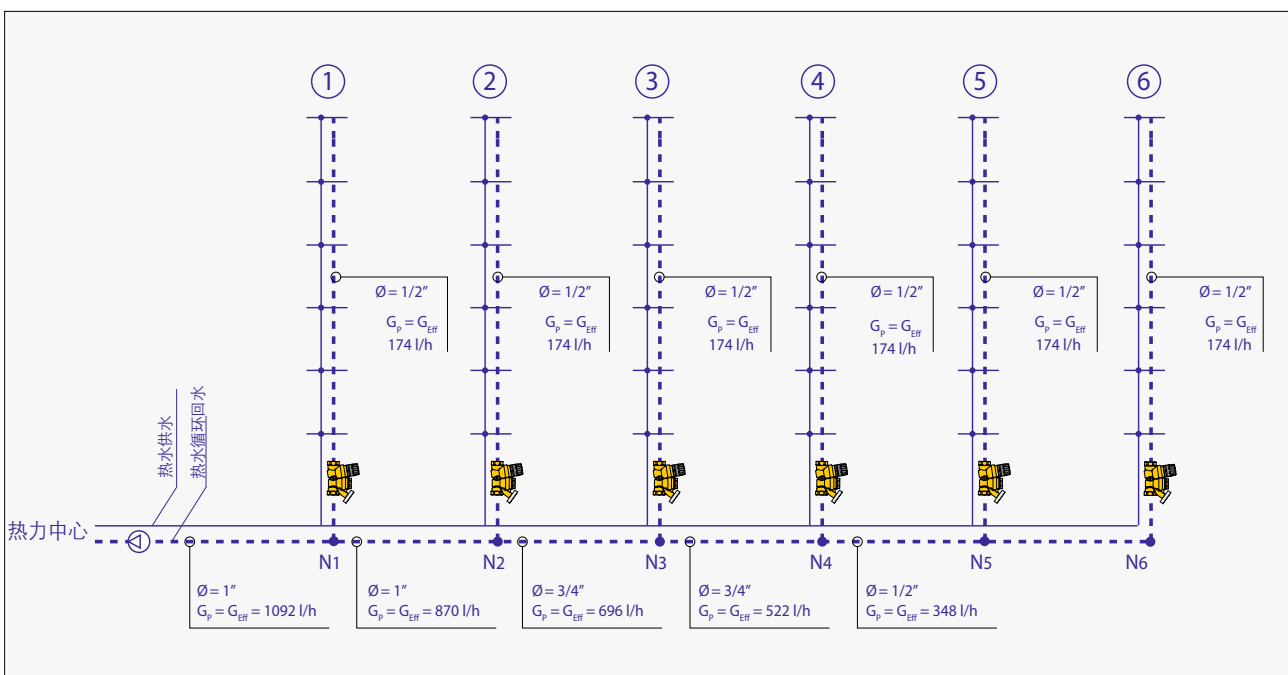 1
2
3
4
5
6
Ø = 1/2”
G_P = G_Eff
174 l/h
Ø = 1/2”
G_P = G_Eff
174 l/h
Ø = 1/2”
G_P = G_Eff
174 l/h
Ø = 1/2”
G_P = G_Eff
174 l/h
Ø = 1/2”
G_P = G_Eff
174 l/h
Ø = 1/2”
G_P = G_Eff
174 l/h
热水供水
热水循环回水
热力中心
N1
N2
N3
N4
N5
N6
Ø = 1”
G_P = G_Eff = 1092 l/h
Ø = 1”
G_P = G_Eff = 870 l/h
Ø = 3/4”
G_P = G_Eff = 696 l/h
Ø = 3/4”
G_P = G_Eff = 522 l/h
Ø = 1/2”
G_P = G_Eff = 348 l/h